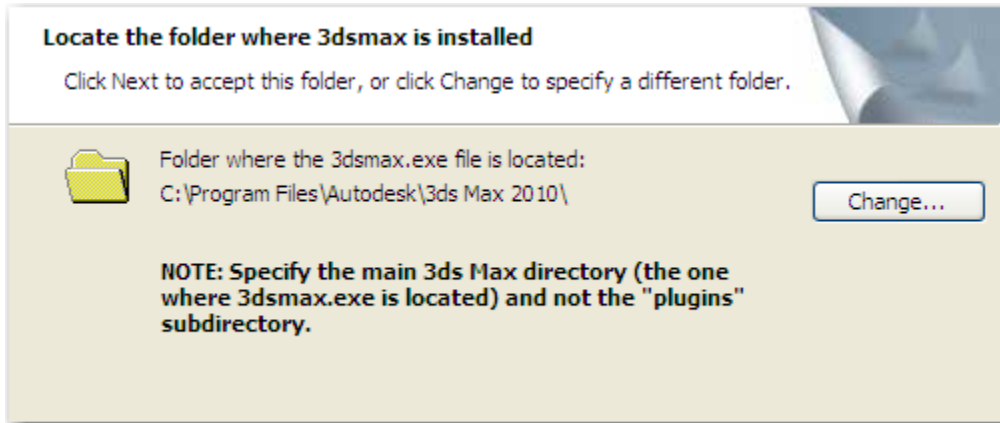 Locate the folder where 3dsmax is installed
Click Next to accept this folder, or click Change to specify a different folder.
Folder where the 3dsmax.exe file is located:
C:\Program Files\Autodesk\3ds Max 2010\
Change...
NOTE: Specify the main 3ds Max directory (the one
where 3dsmax.exe is located) and not the "plugins"
subdirectory.